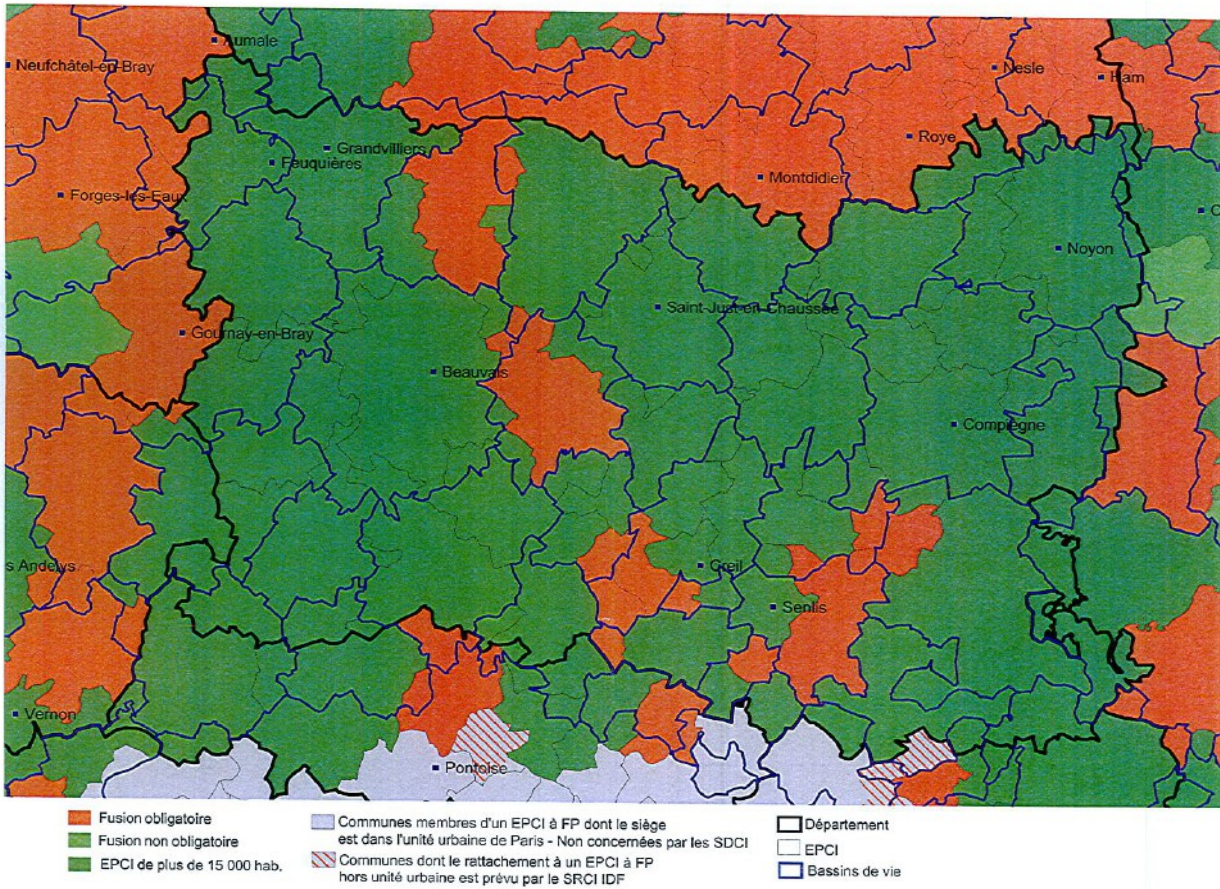 Aumale
Neufchâtel-en-Bray
Nesle
Ham
Roye
Grandvilliers
Feuquières
Montdidier
Forges-les-Eaux
Noyon
Saint-Just-en-Chaussée
Gournay-en-Bray
Beauvais
Compiègne
s Andelys
Creil
Senlis
Vernon
Pontoise
Fusion obligatoire
Fusion non obligatoire
EPCI de plus de 15 000 hab.
Communes membres d'un EPCI à FP dont le siège
est dans l'unité urbaine de Paris - Non concernées par les SDCI
Communes dont le rattachement à un EPCI à FP
hors unité urbaine est prévu par le SRCI IDF
Département
EPCI
Bassins de vie